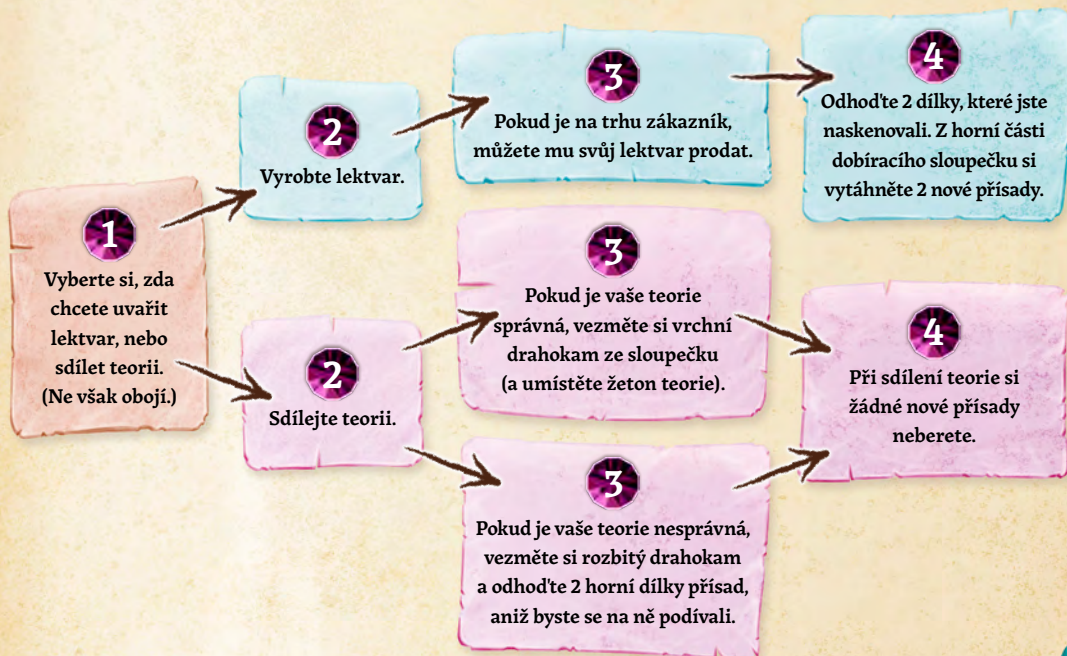 1
Vyberte si, zda
chcete uvařit
lektvar, nebo
sdílet teorii.
(Ne však obojí.)
2
Vyrobte lektvar.
3
Pokud je na trhu zákazník,
můžete mu svůj lektvar prodat.
4
Odhoďte 2 dílky, které jste
naskenovali. Z horní části
dobíracího sloupečku si
vytáhněte 2 nové přísady.
2
Sdílejte teorii.
3
Pokud je vaše teorie
správná, vezměte si vrchní
drahokam ze sloupečku
(a umístěte žeton teorie).
3
Pokud je vaše teorie nesprávná,
vezměte si rozbitý drahokam
a odhoďte 2 horní dílky přísad,
aniž byste se na ně podívali.
4
Při sdílení teorie si
žádné nové přísady
neberete.